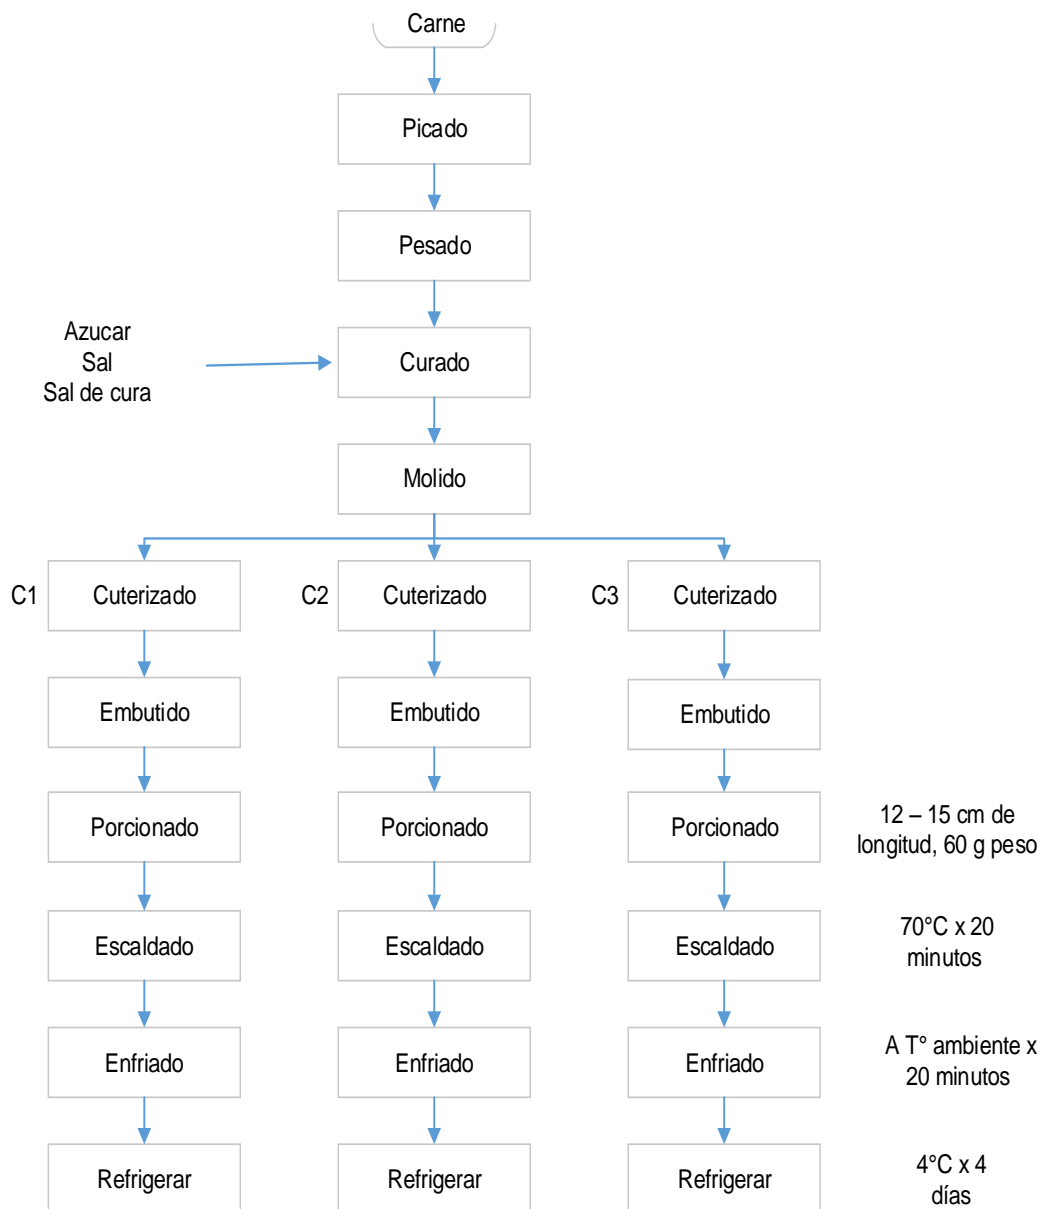 Carne
Picado
Pesado
Azucar
Sal
Sal de cura
Curado
Molido
C1
Cuterizado
C2
Cuterizado
C3
Cuterizado
Embutido
Embutido
Embutido
Porcionado
Porcionado
Porcionado
12 – 15 cm de
longitud, 60 g peso
Escaldado
Escaldado
Escaldado
70°C x 20
minutos
Enfriado
Enfriado
Enfriado
A T° ambiente x
20 minutos
Refrigerar
Refrigerar
Refrigerar
4°C x 4
días